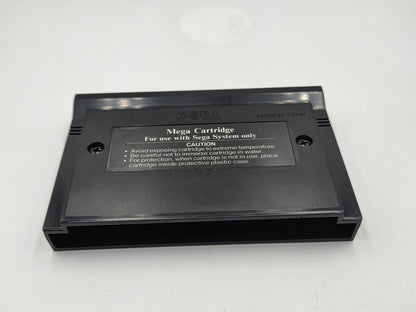 SEGA
MADE IN JAPAN
Mega Cartridge
For use with Sega System only
CAUTION
• Avoid exposing cartridge to extreme temperature.
• Be careful not to immerse cartridge in water.
• For protection, when cartridge is not in use, place
cartridge inside protective plastic case.